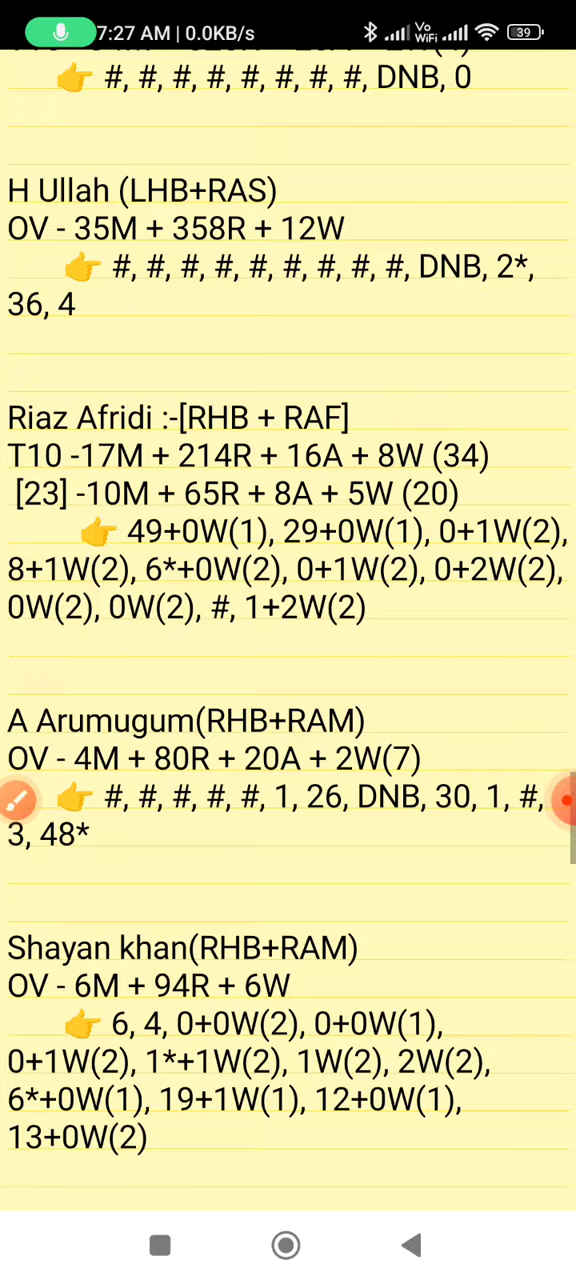 7:27 AM | 0.0KB/s Vo WiFi 39
👉 #, #, #, #, #, #, #, #, DNB, 0
H Ullah (LHB+RAS)
OV - 35M + 358R + 12W
👉 #, #, #, #, #, #, #, #, #, DNB, 2*,
36, 4
Riaz Afridi :-[RHB + RAF]
T10 -17M + 214R + 16A + 8W (34)
[23] -10M + 65R + 8A + 5W (20)
👉 49+0W(1), 29+0W(1), 0+1W(2),
8+1W(2), 6*+0W(2), 0+1W(2), 0+2W(2),
0W(2), 0W(2), #, 1+2W(2)
A Arumugum(RHB+RAM)
OV - 4M + 80R + 20A + 2W(7)
👉 #, #, #, #, #, 1, 26, DNB, 30, 1, #,
3, 48*
Shayan khan(RHB+RAM)
OV - 6M + 94R + 6W
👉 6, 4, 0+0W(2), 0+0W(1),
0+1W(2), 1*+1W(2), 1W(2), 2W(2),
6*+0W(1), 19+1W(1), 12+0W(1),
13+0W(2)